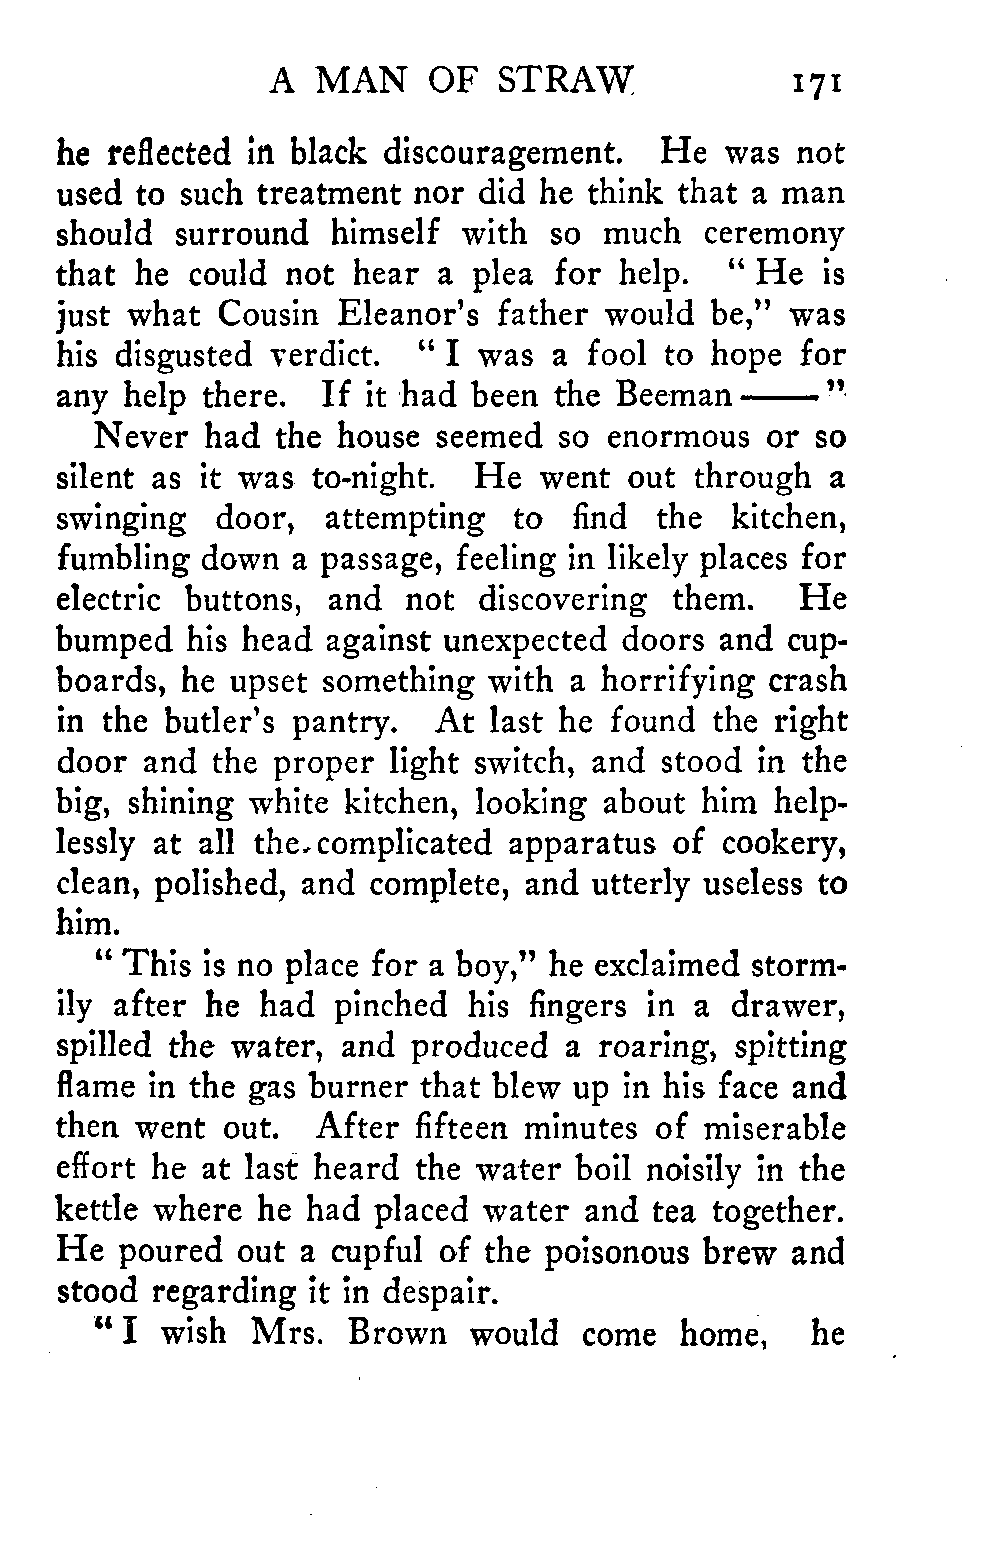 A MAN OF STRAW 171
he reflected in black discouragement. He was not
used to such treatment nor did he think that a man
should surround himself with so much ceremony
that he could not hear a plea for help. “ He is
just what Cousin Eleanor’s father would be,” was
his disgusted verdict. “ I was a fool to hope for
any help there. If it had been the Beeman——”
Never had the house seemed so enormous or so
silent as it was to-night. He went out through a
swinging door, attempting to find the kitchen,
fumbling down a passage, feeling in likely places for
electric buttons, and not discovering them. He
bumped his head against unexpected doors and cup-
boards, he upset something with a horrifying crash
in the butler’s pantry. At last he found the right
door and the proper light switch, and stood in the
big, shining white kitchen, looking about him help-
lessly at all the complicated apparatus of cookery,
clean, polished, and complete, and utterly useless to
him.
“ This is no place for a boy,” he exclaimed storm-
ily after he had pinched his fingers in a drawer,
spilled the water, and produced a roaring, spitting
flame in the gas burner that blew up in his face and
then went out. After fifteen minutes of miserable
effort he at last heard the water boil noisily in the
kettle where he had placed water and tea together.
He poured out a cupful of the poisonous brew and
stood regarding it in despair.
“ I wish Mrs. Brown would come home, he